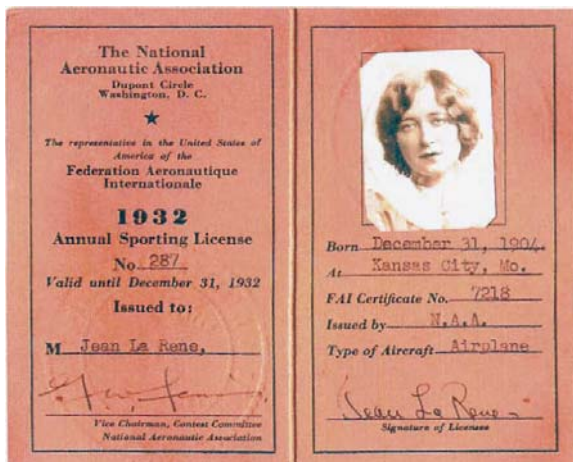 The National
Aeronautic Association
Dupont Circle
Washington, D. C.
The representative in the United States of
America of the
Federation Aeronautique
Internationale
1932
Annual Sporting License
No. 287
Valid until December 31, 1932
Issued to:
M Jean La Rene,
Vice Chairman, Contest Committee
National Aeronautic Association
Born December 31, 1904.
At Kansas City, Mo.
FAI Certificate No. 7218
Issued by N.A.A.
Type of Aircraft Airplane
Jean La Rene
Signature of Licensee